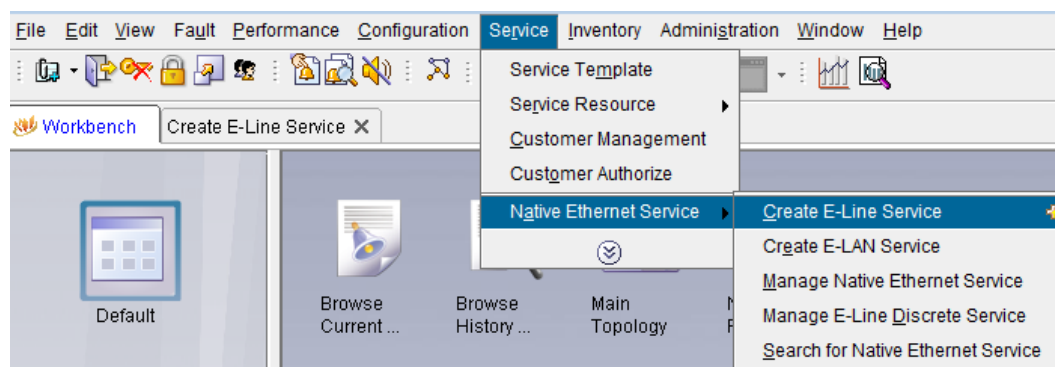 File Edit View Fault Performance Configuration Service Inventory Administration Window Help
Service Template
Service Resource
Customer Management
Customer Authorize
Native Ethernet Service
Workbench Create E-Line Service
Create E-Line Service
Create E-LAN Service
Manage Native Ethernet Service
Manage E-Line Discrete Service
Search for Native Ethernet Service
Default
Browse
Current ...
Browse
History ...
Main
Topology